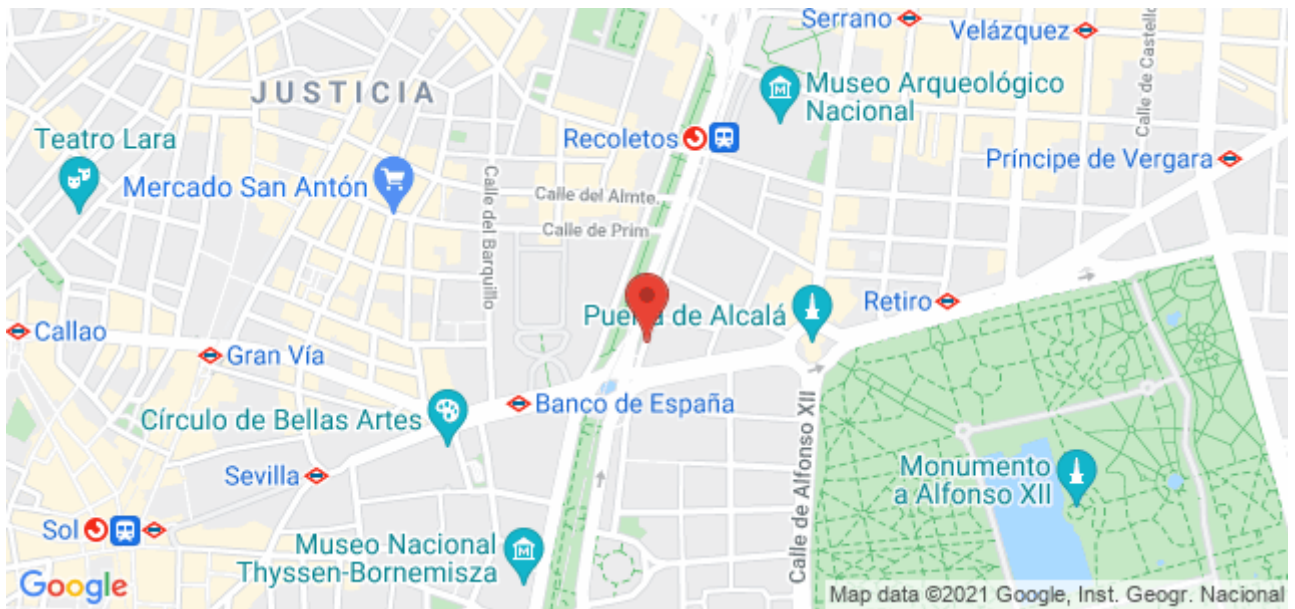 Serrano
Velázquez
Calle de Castelló
JUSTICIA
Museo Arqueológico
Nacional
Teatro Lara
Recoletos
Príncipe de Vergara
Mercado San Antón
Calle del Almte.
Calle de Prim
Calle del Barquillo
Retiro
Puerta de Alcalá
Callao
Gran Vía
Banco de España
Círculo de Bellas Artes
Calle de Alfonso XII
Sevilla
Monumento
a Alfonso XII
Sol
Museo Nacional
Thyssen-Bornemisza
Google
Map data ©2021 Google, Inst. Geogr. Nacional